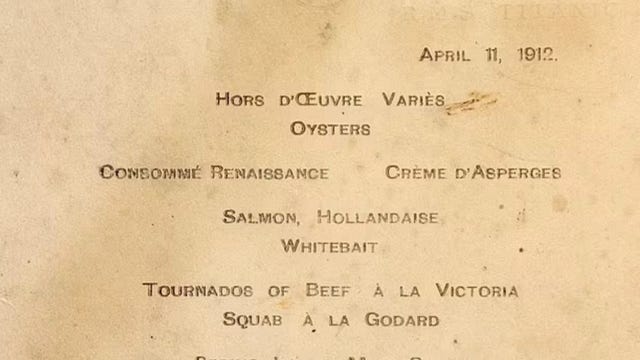 R.M.S TITANIC
APRIL 11, 1912.
HORS D'ŒUVRE VARIÈS
OYSTERS
CONSOMMÉ RENAISSANCE CRÈME D'ASPERGES
SALMON, HOLLANDAISE
WHITEBAIT
TOURNADOS OF BEEF À LA VICTORIA
SQUAB À LA GODARD